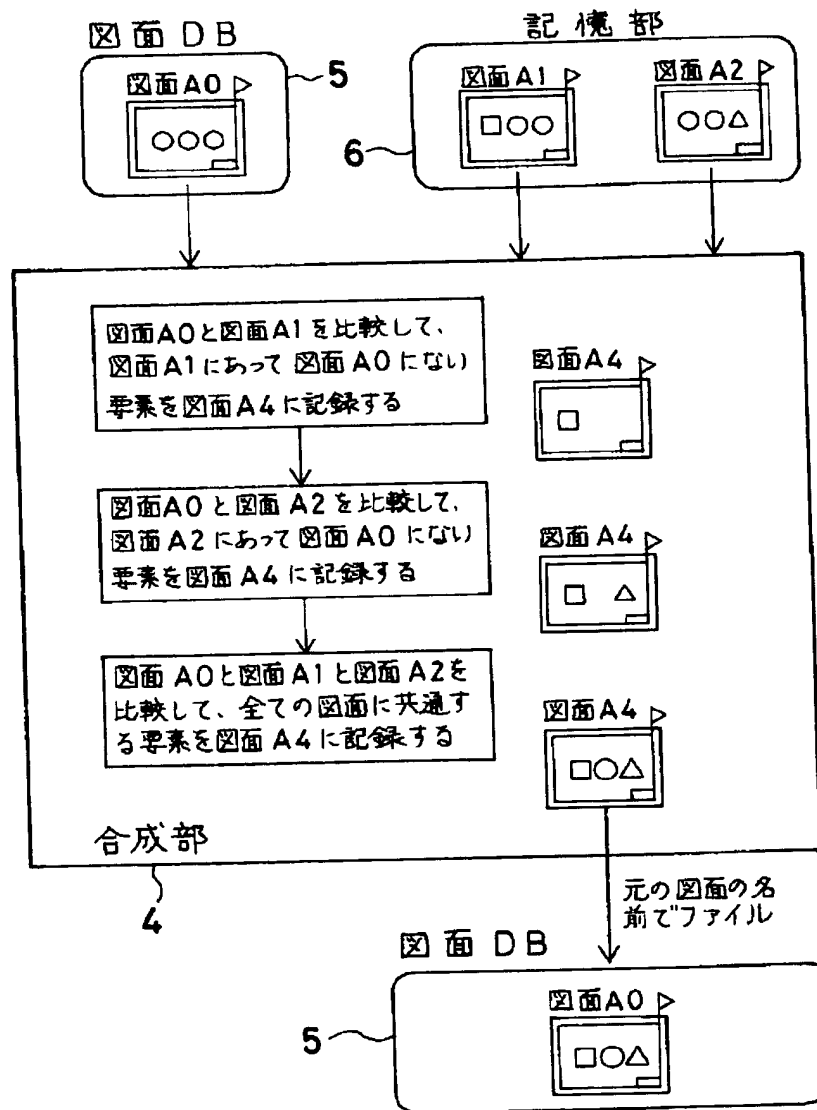 図面DB
記憶部
図面A0
5
図面A1
図面A2
6
図面A0と図面A1を比較して、
図面A1にあって図面A0にない
要素を図面A4に記録する
図面A4
図面A0と図面A2を比較して、
図面A2にあって図面A0にない
要素を図面A4に記録する
図面A4
図面A0と図面A1と図面A2を
比較して、全ての図面に共通す
る要素を図面A4に記録する
図面A4
合成部
4
元の図面の名
前でファイル
図面DB
図面A0
5